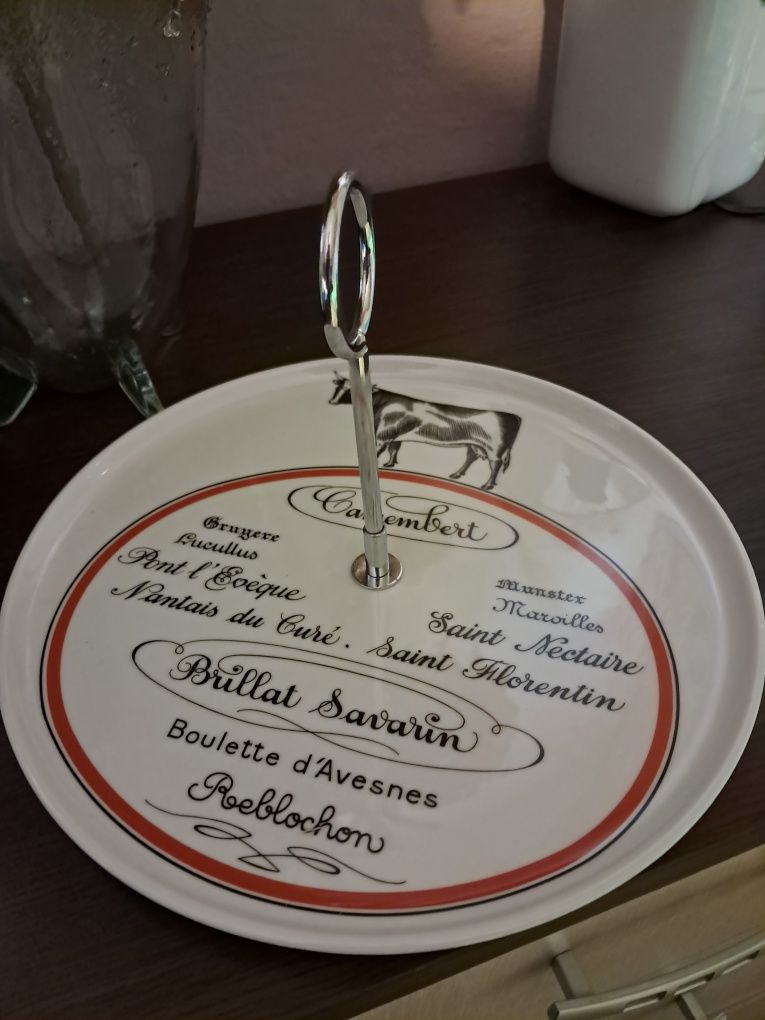 Camembert
Gruyere
Lucullus
Pont l'Evêque
Nantais du Curé.
Munster
Maroilles
Saint Nectaire
Saint Florentin
Brillat Savarin
Boulette d'Avesnes
Reblochon